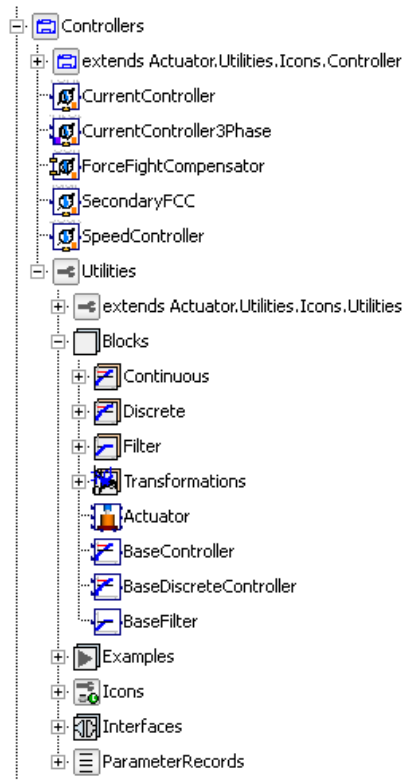 Controllers
extends Actuator.Utilities.Icons.Controller
CurrentController
CurrentController3Phase
ForceFightCompensator
SecondaryFCC
SpeedController
Utilities
extends Actuator.Utilities.Icons.Utilities
Blocks
Continuous
Discrete
Filter
Transformations
Actuator
BaseController
BaseDiscreteController
BaseFilter
Examples
Icons
Interfaces
ParameterRecords